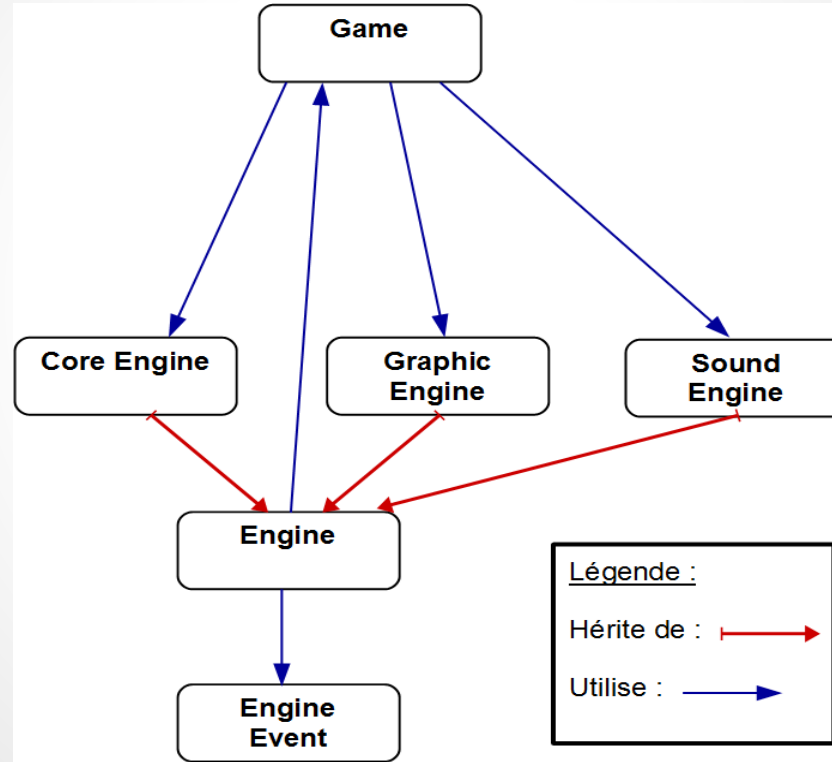 Game
Core Engine
Graphic
Engine
Sound
Engine
Engine
Engine
Event
Légende :
Hérite de :
Utilise :